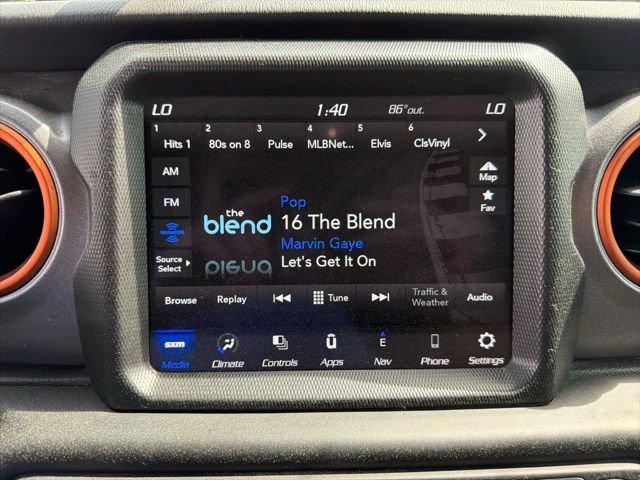 LO 1:40 86°out. LO
1 2 3 4 5 6
Hits 1 80s on 8 Pulse MLBNet... Elvis ClsVinyl
AM
Map
FM
Fav
the
blend
Pop
16 The Blend
Marvin Gaye
Let's Get It On
Source
Select
Browse Replay Tune Traffic & Audio
Weather
sxm E
Media Climate Controls Apps Nav Phone Settings